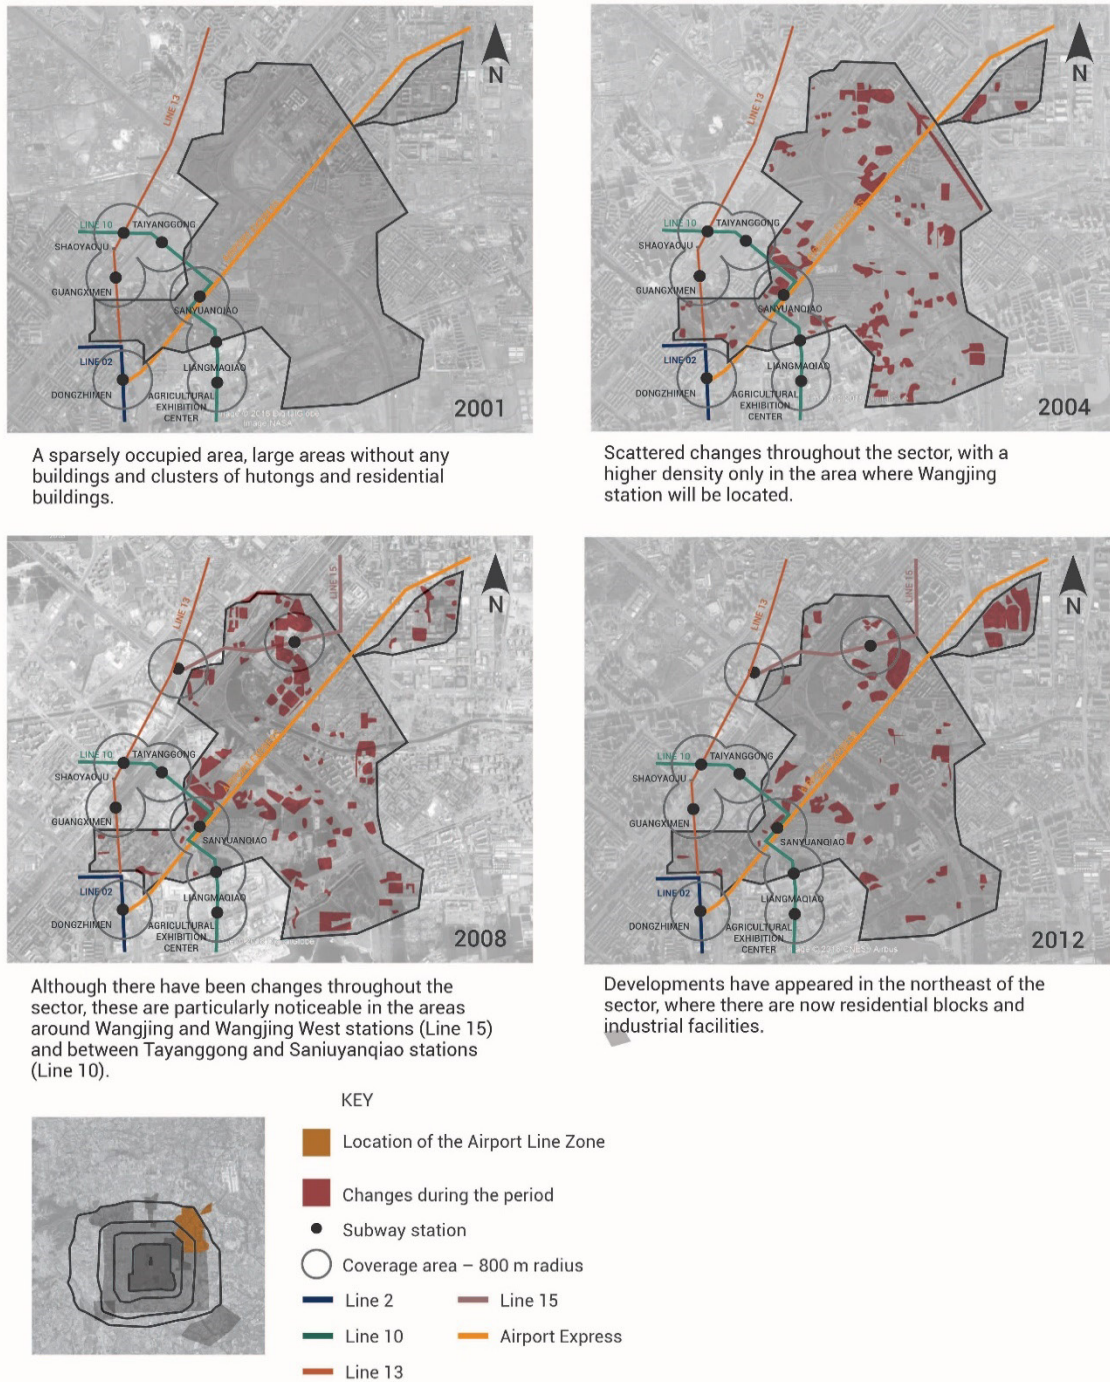 LINE 13
N
LINE 10
TAIYANGGONG
SHAOYAOJU
GUANGXIMEN
SANYUANQIAO
LINE 02
LIANGMAQIAO
DONGZHIMEN
AGRICULTURAL
EXHIBITION
CENTER
2001
A sparsely occupied area, large areas without any
buildings and clusters of hutongs and residential
buildings.
LINE 13
N
LINE 10
TAIYANGGONG
SHAOYAOJU
GUANGXIMEN
SANYUANQIAO
LINE 02
LIANGMAQIAO
DONGZHIMEN
AGRICULTURAL
EXHIBITION
CENTER
2004
Scattered changes throughout the sector, with a
higher density only in the area where Wangjing
station will be located.
LINE 13
LINE 15
N
LINE 10
TAIYANGGONG
SHAOYAOJU
GUANGXIMEN
SANYUANQIAO
LINE 02
LIANGMAQIAO
DONGZHIMEN
AGRICULTURAL
EXHIBITION
CENTER
2008
Although there have been changes throughout the
sector, these are particularly noticeable in the areas
around Wangjing and Wangjing West stations (Line 15)
and between Tayanggong and Saniuyanqiao stations
(Line 10).
LINE 13
LINE 15
N
LINE 10
TAIYANGGONG
SHAOYAOJU
GUANGXIMEN
SANYUANQIAO
LINE 02
LIANGMAQIAO
DONGZHIMEN
AGRICULTURAL
EXHIBITION
CENTER
2012
Developments have appeared in the northeast of the
sector, where there are now residential blocks and
industrial facilities.
KEY
Location of the Airport Line Zone
Changes during the period
Subway station
Coverage area – 800 m radius
Line 2
Line 15
Line 10
Airport Express
Line 13